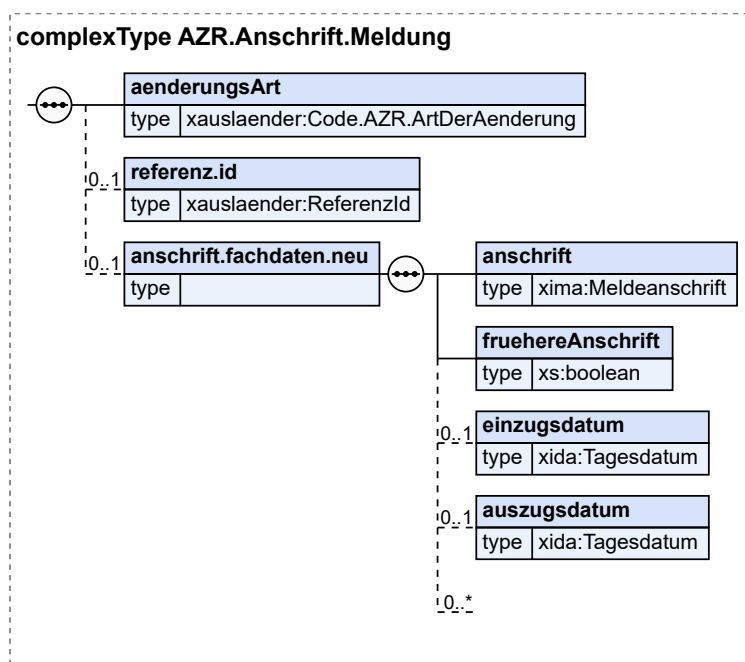 complexType AZR.Anschrift.Meldung
aenderungsArt
type xauslaender:Code.AZR.ArtDerAenderung
0..1 referenz.id
type xauslaender:ReferenzId
0..1 anschrift.fachdaten.neu
type
anschrift
type xima:Meldeanschrift
fruehereAnschrift
type xs:boolean
0..1 einzugsdatum
type xida:Tagesdatum
0..1 auszugsdatum
type xida:Tagesdatum
0..*